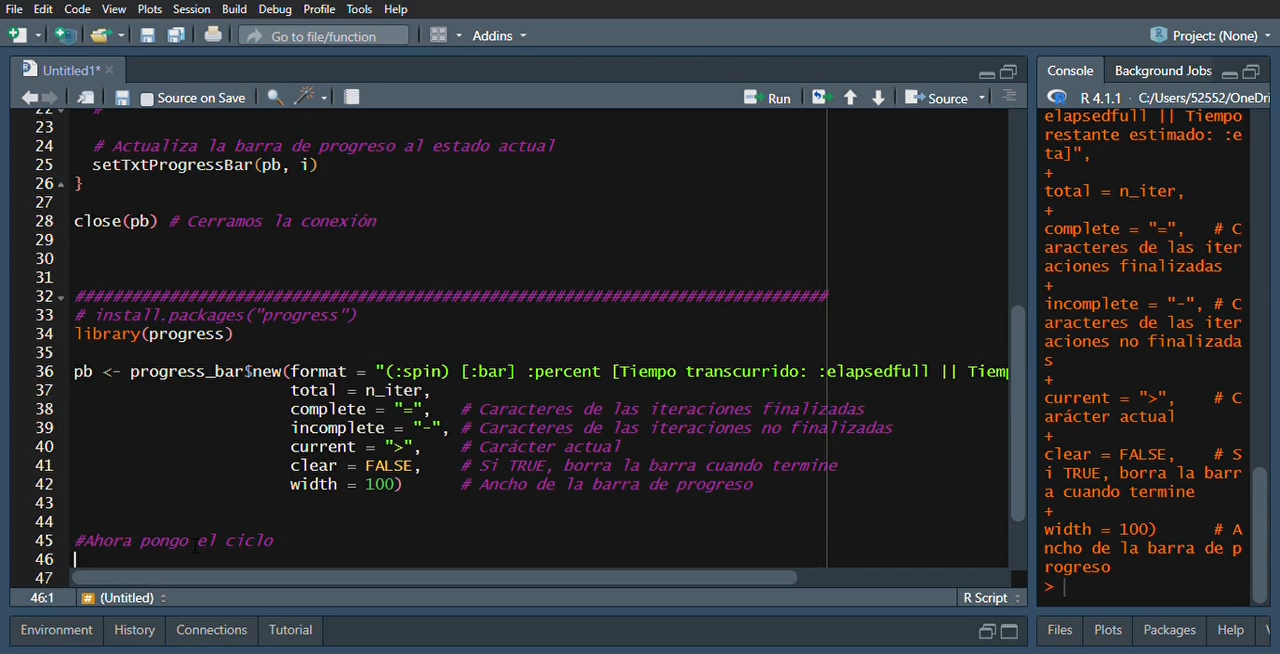 File Edit Code View Plots Session Build Debug Profile Tools Help
Go to file/function Addins Project: (None)
Untitled1*
Source on Save Run Source
22 #
23
24 # Actualiza la barra de progreso al estado actual
25 setTxtProgressBar(pb, i)
26 }
27
28 close(pb) # Cerramos la conexión
29
30
31
32 ################################################################################
33 # install.packages("progress")
34 library(progress)
35
36 pb <- progress_bar$new(format = "(:spin) [:bar] :percent [Tiempo transcurrido: :elapsedfull || Tiem
37 total = n_iter,
38 complete = "=", # Caracteres de las iteraciones finalizadas
39 incomplete = "-", # Caracteres de las iteraciones no finalizadas
40 current = ">", # Carácter actual
41 clear = FALSE, # Si TRUE, borra la barra cuando termine
42 width = 100) # Ancho de la barra de progreso
43
44
45 #Ahora pongo el ciclo
46
47
46:1 (Untitled) R Script
Environment History Connections Tutorial
Console Background Jobs
R 4.1.1 · C:/Users/52552/OneDri
elapsedfull || Tiempo
restante estimado: :e
ta]",
+
total = n_iter,
+
complete = "=", # C
aracteres de las iter
aciones finalizadas
+
incomplete = "-", # C
aracteres de las iter
aciones no finalizada
s
+
current = ">", # C
arácter actual
+
clear = FALSE, # S
i TRUE, borra la barr
a cuando termine
+
width = 100) # A
ncho de la barra de p
rogreso
>
Files Plots Packages Help